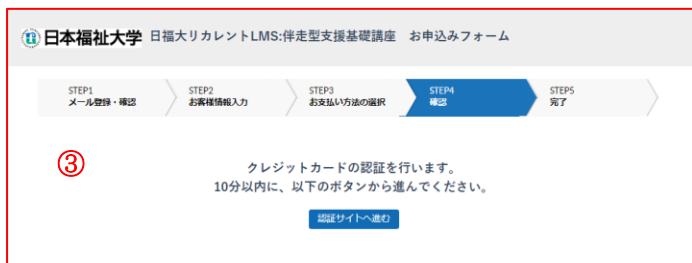 日本福祉大学 日福大リカレントLMS:伴走型支援基礎講座 お申込みフォーム
STEP1
メール登録・確認
STEP2
お客様情報入力
STEP3
お支払い方法の選択
STEP4
確認
STEP5
完了
③
クレジットカードの認証を行います。
10分以内に、以下のボタンから進んでください。
認証サイトへ進む